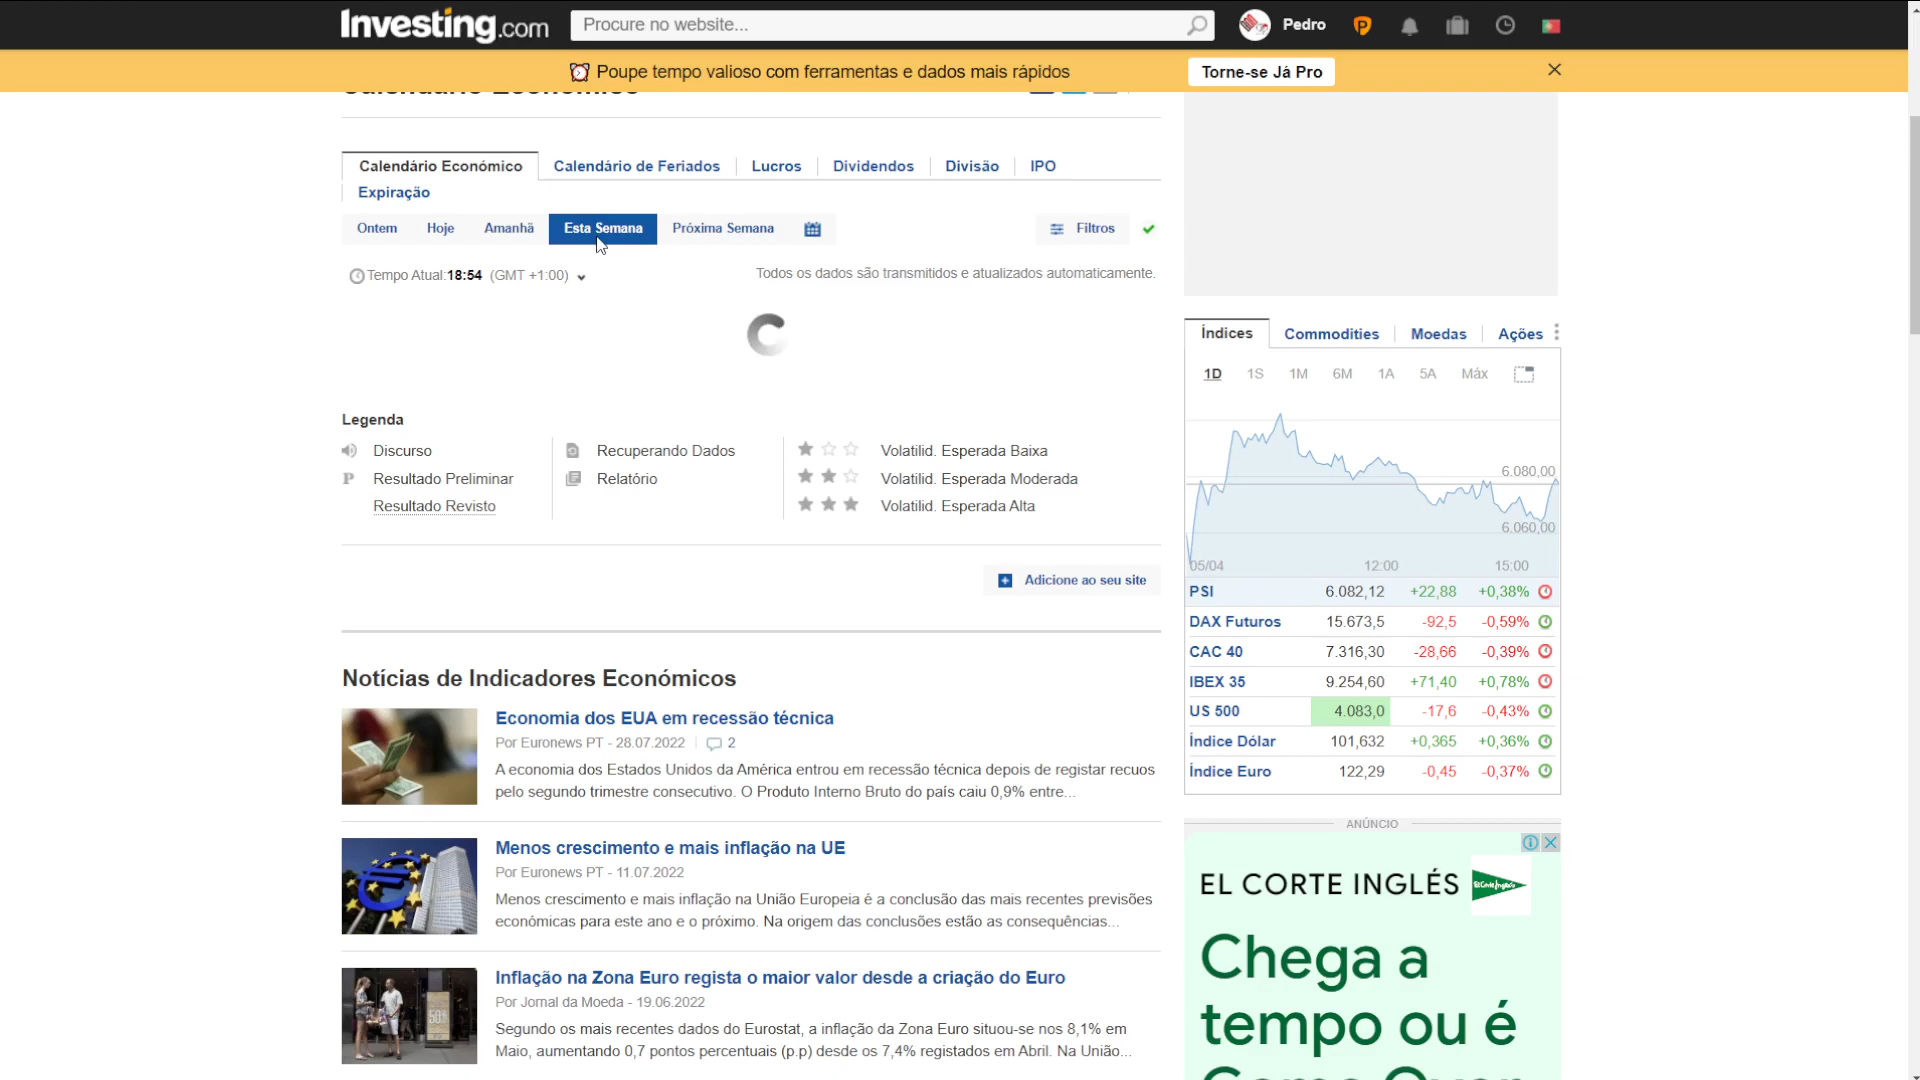 Investing.com
Procure no website...
Pedro
Poupe tempo valioso com ferramentas e dados mais rápidos
Torne-se Já Pro
Calendário Económico
Calendário Económico
Calendário de Feriados
Lucros
Dividendos
Divisão
IPO
Expiração
Ontem
Hoje
Amanhã
Esta Semana
Próxima Semana
Filtros
Tempo Atual:18:54 (GMT +1:00)
Todos os dados são transmitidos e atualizados automaticamente.
Legenda
Discurso
Recuperando Dados
Volatilid. Esperada Baixa
P Resultado Preliminar
Relatório
Volatilid. Esperada Moderada
Resultado Revisto
Volatilid. Esperada Alta
Adicione ao seu site
Notícias de Indicadores Económicos
Economia dos EUA em recessão técnica
Por Euronews PT - 28.07.2022
2
A economia dos Estados Unidos da América entrou em recessão técnica depois de registar recuos
pelo segundo trimestre consecutivo. O Produto Interno Bruto do país caiu 0,9% entre...
Menos crescimento e mais inflação na UE
Por Euronews PT - 11.07.2022
Menos crescimento e mais inflação na União Europeia é a conclusão das mais recentes previsões
económicas para este ano e o próximo. Na origem das conclusões estão as consequências...
Inflação na Zona Euro regista o maior valor desde a criação do Euro
Por Jornal da Moeda - 19.06.2022
Segundo os mais recentes dados do Eurostat, a inflação da Zona Euro situou-se nos 8,1% em
Maio, aumentando 0,7 pontos percentuais (p.p) desde os 7,4% registados em Abril. Na União...
50%
Índices
Commodities
Moedas
Ações
1D 1S 1M 6M 1A 5A Máx
6.080,00
6.060,00
05/04 12:00 15:00
PSI 6.082,12 +22,88 +0,38%
DAX Futuros 15.673,5 -92,5 -0,59%
CAC 40 7.316,30 -28,66 -0,39%
IBEX 35 9.254,60 +71,40 +0,78%
US 500 4.083,0 -17,6 -0,43%
Índice Dólar 101,632 +0,365 +0,36%
Índice Euro 122,29 -0,45 -0,37%
ANÚNCIO
EL CORTE INGLÉS
El Corte Inglés
Chega a
tempo ou é